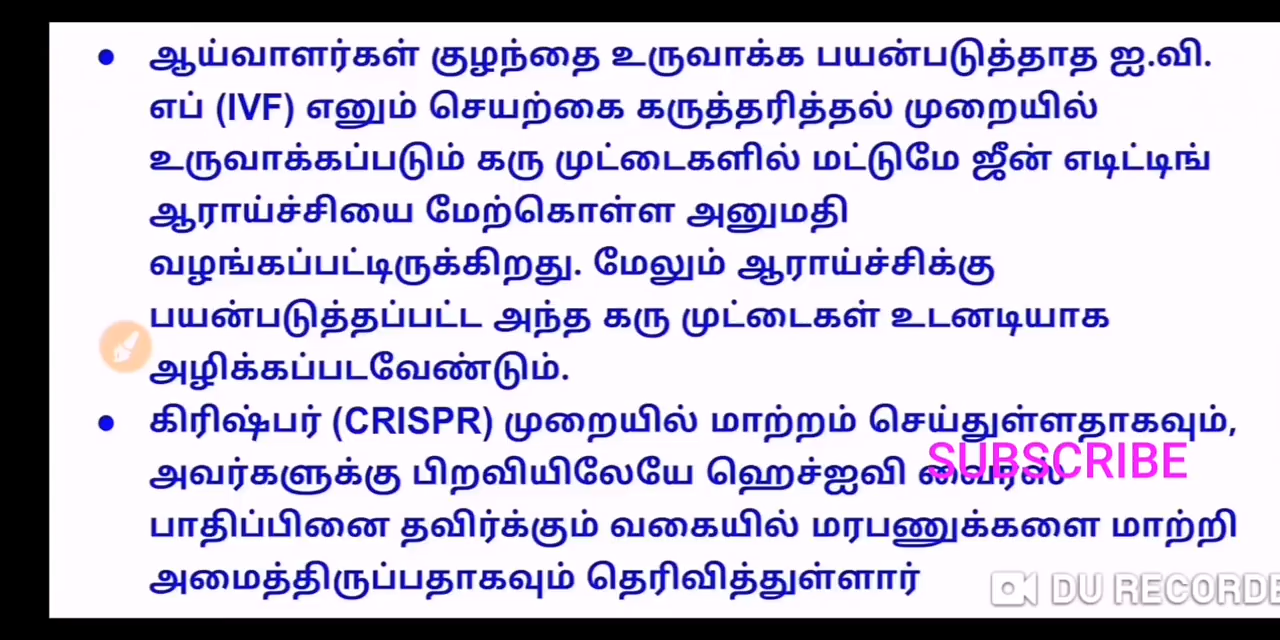 ஆய்வாளர்கள் குழந்தை உருவாக்க பயன்படுத்தாத ஐ.வி.
எப் (IVF) எனும் செயற்கை கருத்தரித்தல் முறையில்
உருவாக்கப்படும் கரு முட்டைகளில் மட்டுமே ஜீன் எடிட்டிங்
ஆராய்ச்சியை மேற்கொள்ள அனுமதி
வழங்கப்பட்டிருக்கிறது. மேலும் ஆராய்ச்சிக்கு
பயன்படுத்தப்பட்ட அந்த கரு முட்டைகள் உடனடியாக
அழிக்கப்படவேண்டும்.
கிரிஷ்பர் (CRISPR) முறையில் மாற்றம் செய்துள்ளதாகவும்,
SUBSCRIBE
அவர்களுக்கு பிறவியிலேயே ஹெச்ஐவி வைரஸ்
பாதிப்பினை தவிர்க்கும் வகையில் மரபணுக்களை மாற்றி
அமைத்திருப்பதாகவும் தெரிவித்துள்ளார்
DU RECORDE